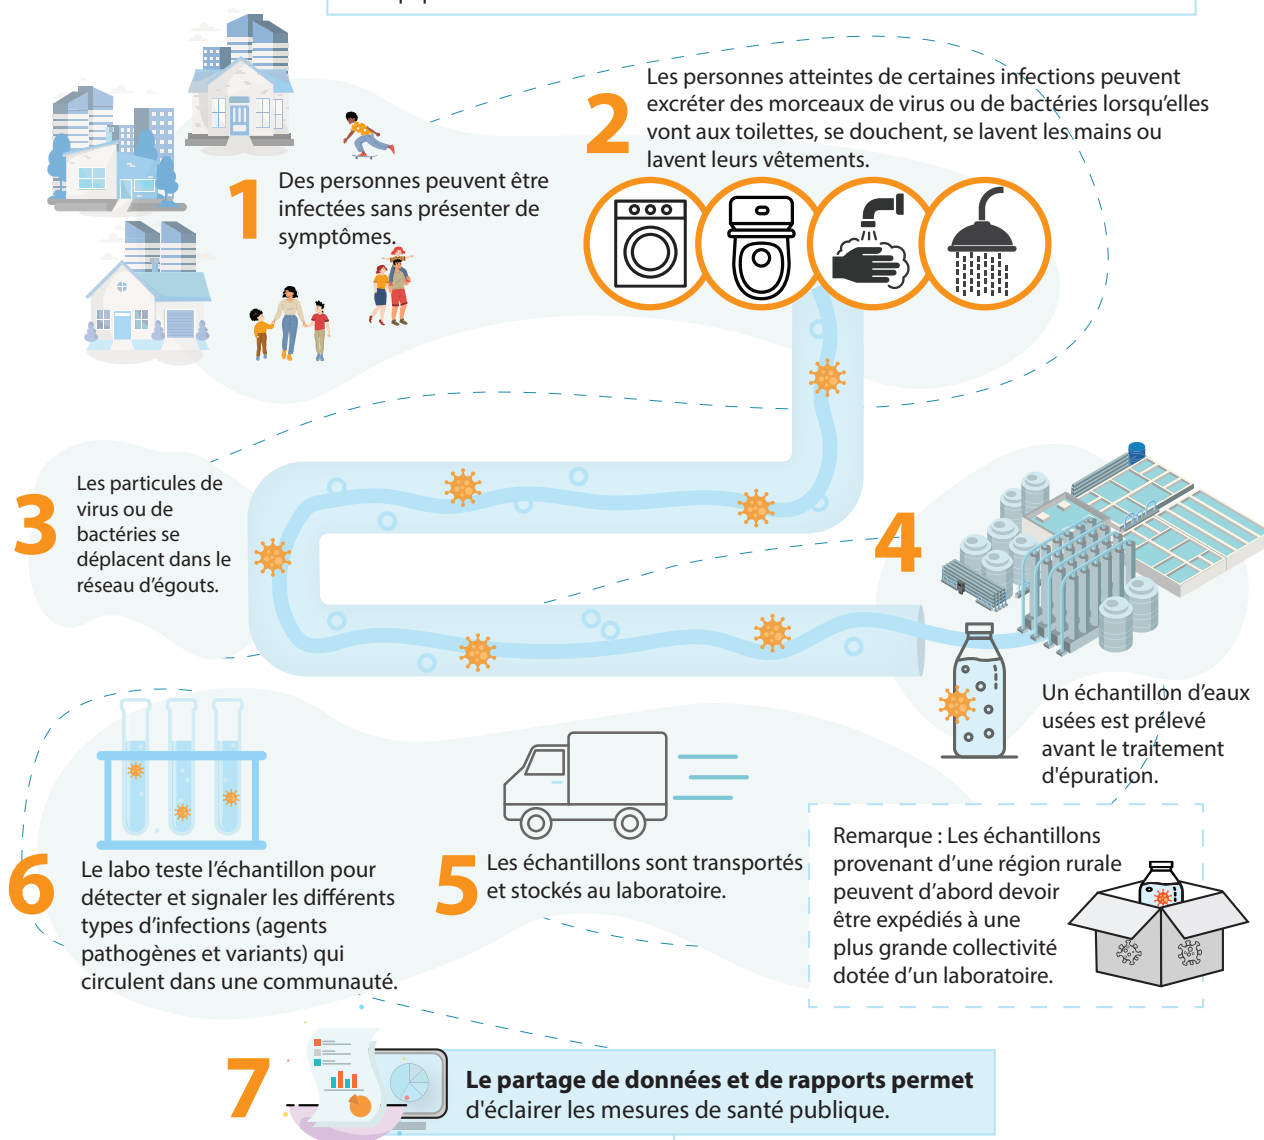 1
Des personnes peuvent être
infectées sans présenter de
symptômes.
2
Les personnes atteintes de certaines infections peuvent
excréter des morceaux de virus ou de bactéries lorsqu'elles
vont aux toilettes, se douchent, se lavent les mains ou
lavent leurs vêtements.
3
Les particules de
virus ou de
bactéries se
déplacent dans le
réseau d'égouts.
4
Un échantillon d'eaux
usées est prélevé
avant le traitement
d'épuration.
Remarque : Les échantillons
provenant d'une région rurale
peuvent d'abord devoir
être expédiés à une
plus grande collectivité
dotée d'un laboratoire.
5
Les échantillons sont transportés
et stockés au laboratoire.
6
Le labo teste l'échantillon pour
détecter et signaler les différents
types d'infections (agents
pathogènes et variants) qui
circulent dans une communauté.
7
Le partage de données et de rapports permet
d'éclairer les mesures de santé publique.